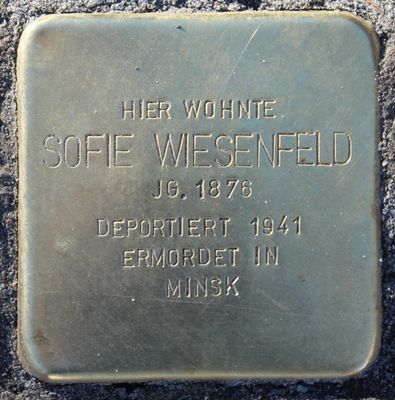 HIER WOHNTE
SOFIE WIESENFELD
JG. 1876
DEPORTIERT 1941
ERMORDET IN
MINSK